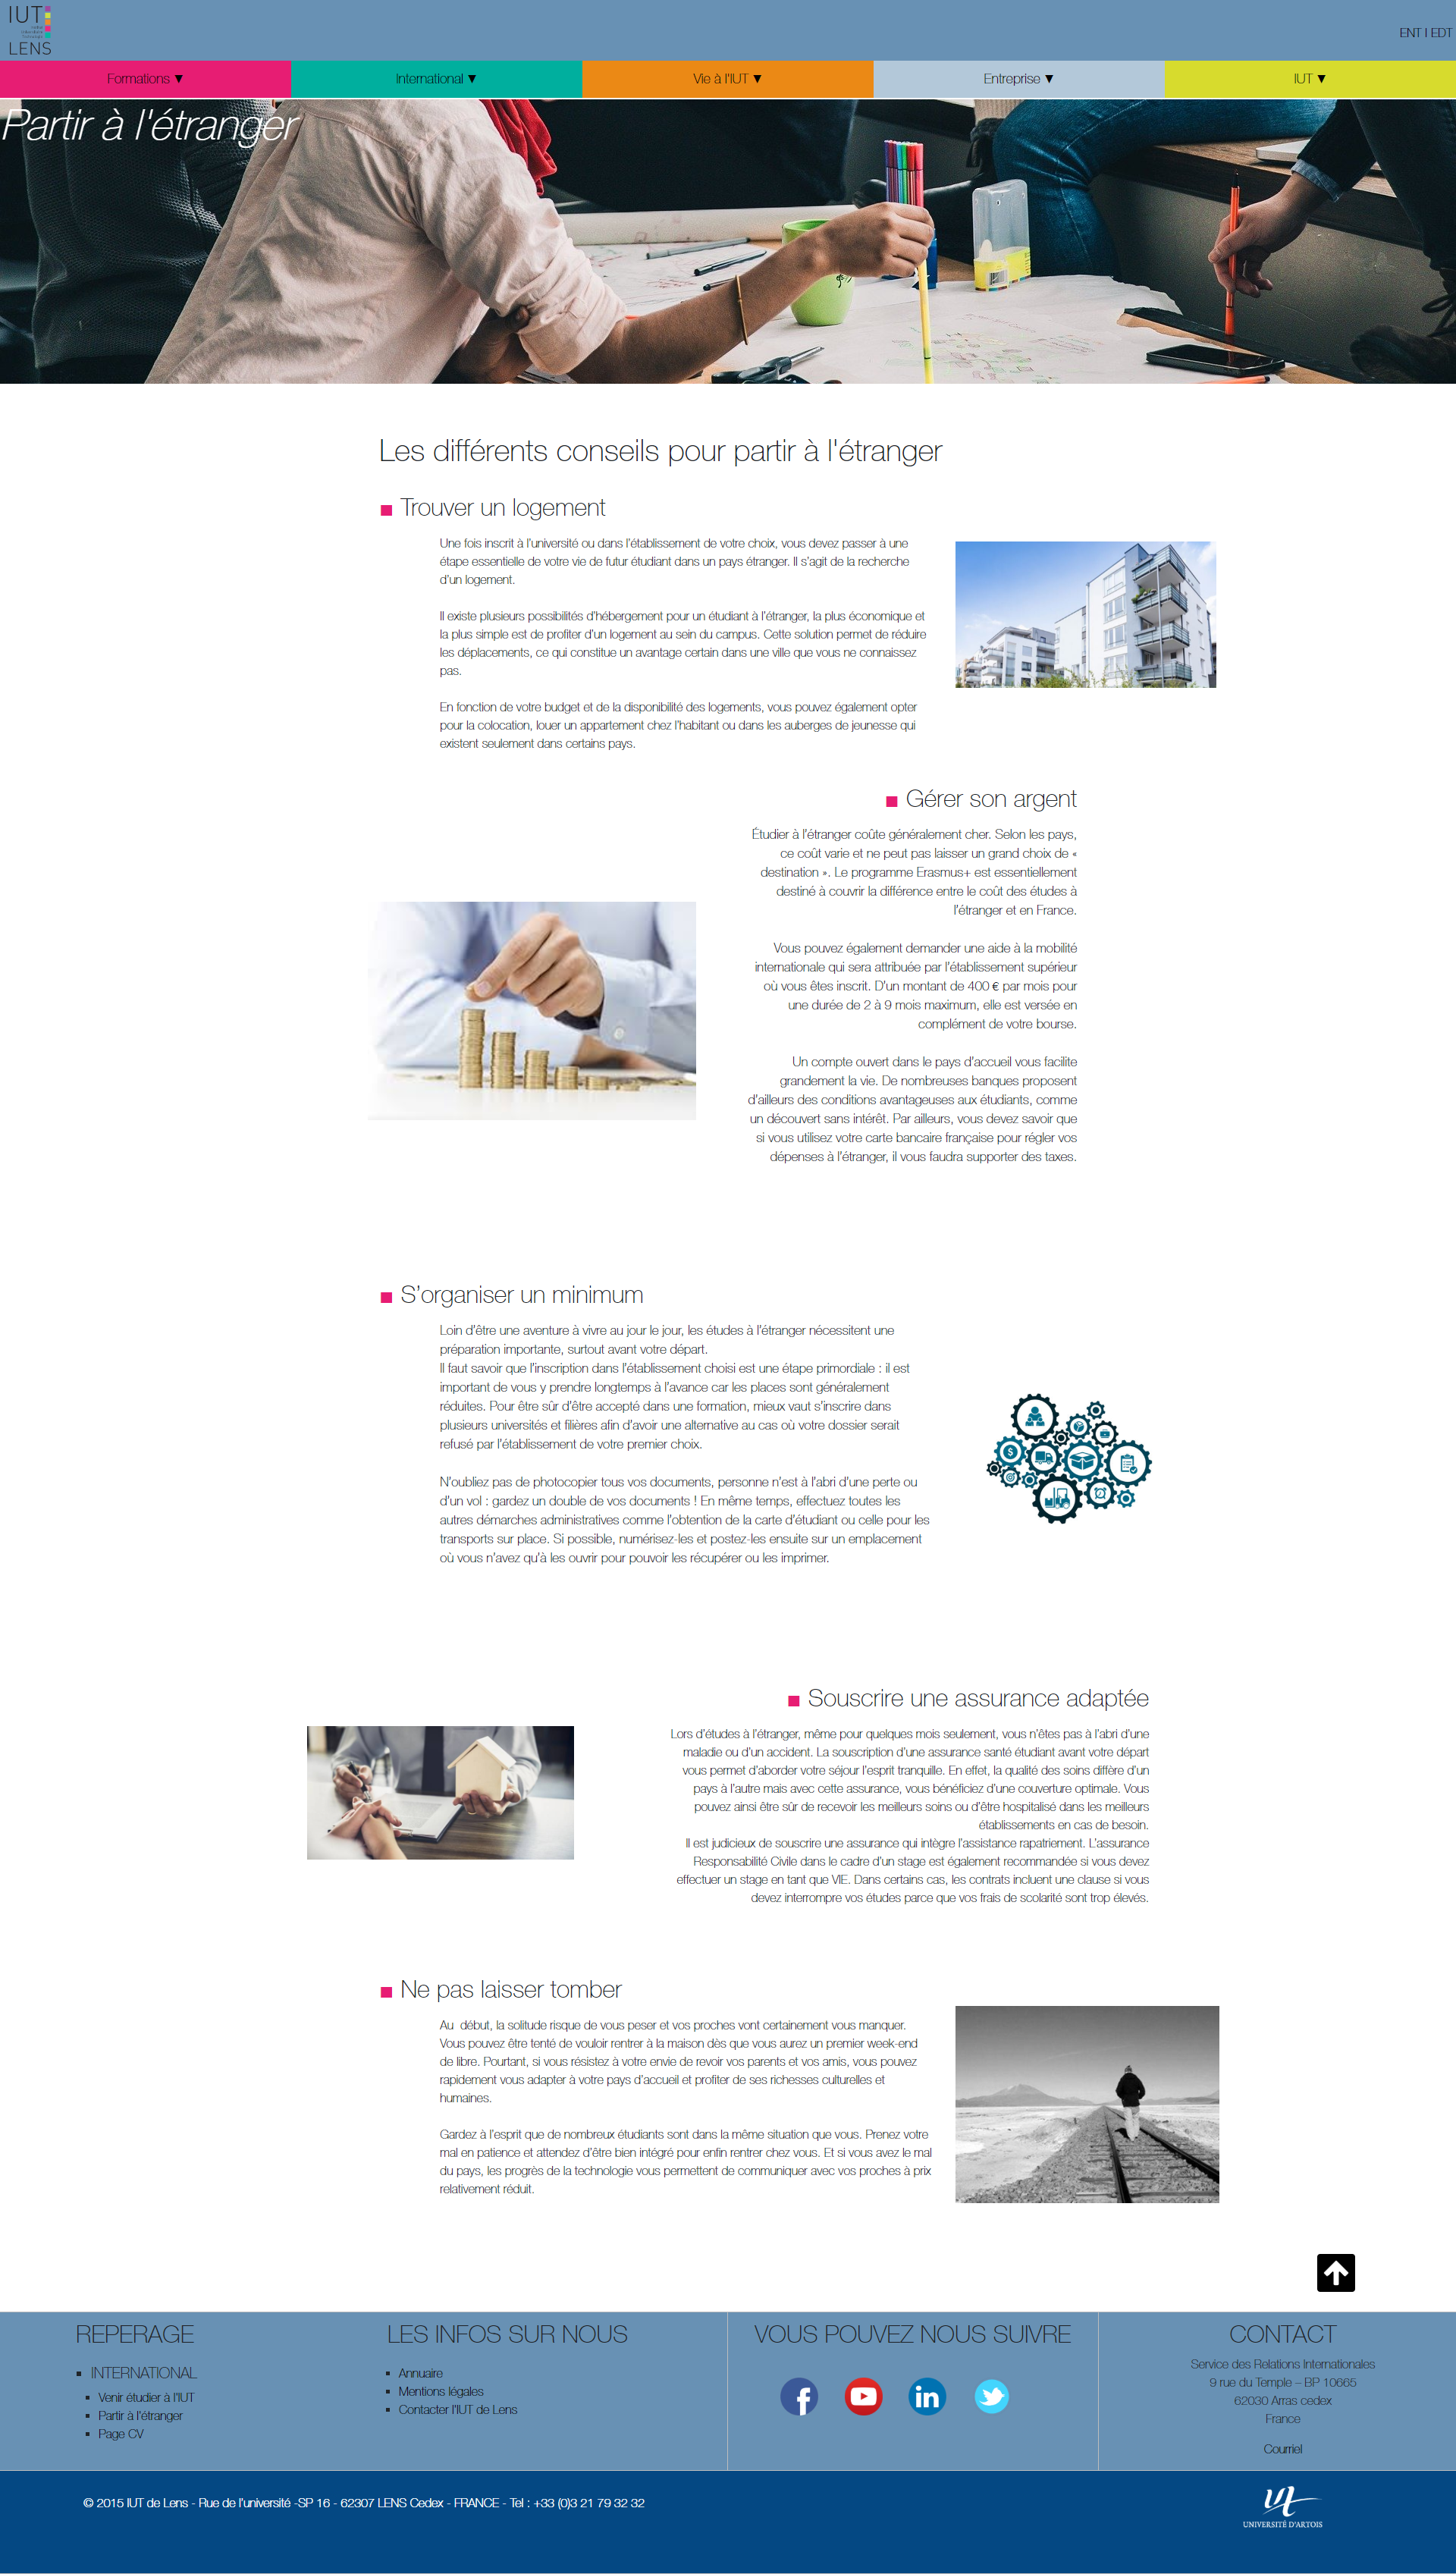 IUT
LENS
ENT I EDT
Formations ▼
International ▼
Vie à l'IUT ▼
Entreprise ▼
IUT ▼
Partir à l'étranger
Les différents conseils pour partir à l'étranger
Trouver un logement
Une fois inscrit à l'université ou dans l'établissement de votre choix, vous devez passer à une
étape essentielle de votre vie de futur étudiant dans un pays étranger. Il s'agit de la recherche
d'un logement.
Il existe plusieurs possibilités d'hébergement pour un étudiant à l'étranger, la plus économique et
la plus simple est de profiter d'un logement au sein du campus. Cette solution permet de réduire
les déplacements, ce qui constitue un avantage certain dans une ville que vous ne connaissez
pas.
En fonction de votre budget et de la disponibilité des logements, vous pouvez également opter
pour la colocation, louer un appartement chez l'habitant ou dans les auberges de jeunesse qui
existent seulement dans certains pays.
Gérer son argent
Étudier à l'étranger coûte généralement cher. Selon les pays,
ce coût varie et ne peut pas laisser un grand choix de «
destination ». Le programme Erasmus+ est essentiellement
destiné à couvrir la différence entre le coût des études à
l'étranger et en France.
Vous pouvez également demander une aide à la mobilité
internationale qui sera attribuée par l'établissement supérieur
où vous êtes inscrit. D'un montant de 400 € par mois pour
une durée de 2 à 9 mois maximum, elle est versée en
complément de votre bourse.
Un compte ouvert dans le pays d'accueil vous facilite
grandement la vie. De nombreuses banques proposent
d'ailleurs des conditions avantageuses aux étudiants, comme
un découvert sans intérêt. Par ailleurs, vous devez savoir que
si vous utilisez votre carte bancaire française pour régler vos
dépenses à l'étranger, il vous faudra supporter des taxes.
S'organiser un minimum
Loin d'être une aventure à vivre au jour le jour, les études à l'étranger nécessitent une
préparation importante, surtout avant votre départ.
Il faut savoir que l'inscription dans l'établissement choisi est une étape primordiale : il est
important de vous y prendre longtemps à l'avance car les places sont généralement
réduites. Pour être sûr d'être accepté dans une formation, mieux vaut s'inscrire dans
plusieurs universités et filières afin d'avoir une alternative au cas où votre dossier serait
refusé par l'établissement de votre premier choix.
N'oubliez pas de photocopier tous vos documents, personne n'est à l'abri d'une perte ou
d'un vol : gardez un double de vos documents ! En même temps, effectuez toutes les
autres démarches administratives comme l'obtention de la carte d'étudiant ou celle pour les
transports sur place. Si possible, numérisez-les et postez-les ensuite sur un emplacement
où vous n'avez qu'à les ouvrir pour pouvoir les récupérer ou les imprimer.
Souscrire une assurance adaptée
Lors d'études à l'étranger, même pour quelques mois seulement, vous n'êtes pas à l'abri d'une
maladie ou d'un accident. La souscription d'une assurance santé étudiant avant votre départ
vous permet d'aborder votre séjour l'esprit tranquille. En effet, la qualité des soins diffère d'un
pays à l'autre mais avec cette assurance, vous bénéficiez d'une couverture optimale. Vous
pouvez ainsi être sûr de recevoir les meilleurs soins ou d'être hospitalisé dans les meilleurs
établissements en cas de besoin.
Il est judicieux de souscrire une assurance qui intègre l'assistance rapatriement. L'assurance
Responsabilité Civile dans le cadre d'un stage est également recommandée si vous devez
effectuer un stage en tant que VIE. Dans certains cas, les contrats incluent une clause si vous
devez interrompre vos études parce que vos frais de scolarité sont trop élevés.
Ne pas laisser tomber
Au  début, la solitude risque de vous peser et vos proches vont certainement vous manquer.
Vous pouvez être tenté de vouloir rentrer à la maison dès que vous aurez un premier week-end
de libre. Pourtant, si vous résistez à votre envie de revoir vos parents et vos amis, vous pouvez
rapidement vous adapter à votre pays d'accueil et profiter de ses richesses culturelles et
humaines.
Gardez à l'esprit que de nombreux étudiants sont dans la même situation que vous. Prenez votre
mal en patience et attendez d'être bien intégré pour enfin rentrer chez vous. Et si vous avez le mal
du pays, les progrès de la technologie vous permettent de communiquer avec vos proches à prix
relativement réduit.
REPERAGE
INTERNATIONAL
Venir étudier à l'IUT
Partir à l'étranger
Page CV
LES INFOS SUR NOUS
Annuaire
Mentions légales
Contacter l'IUT de Lens
VOUS POUVEZ NOUS SUIVRE
CONTACT
Service des Relations Internationales
9 rue du Temple – BP 10665
62030 Arras cedex
France
Courriel
© 2015 IUT de Lens - Rue de l'université -SP 16 - 62307 LENS Cedex - FRANCE - Tel : +33 (0)3 21 79 32 32
UNIVERSITÉ D'ARTOIS